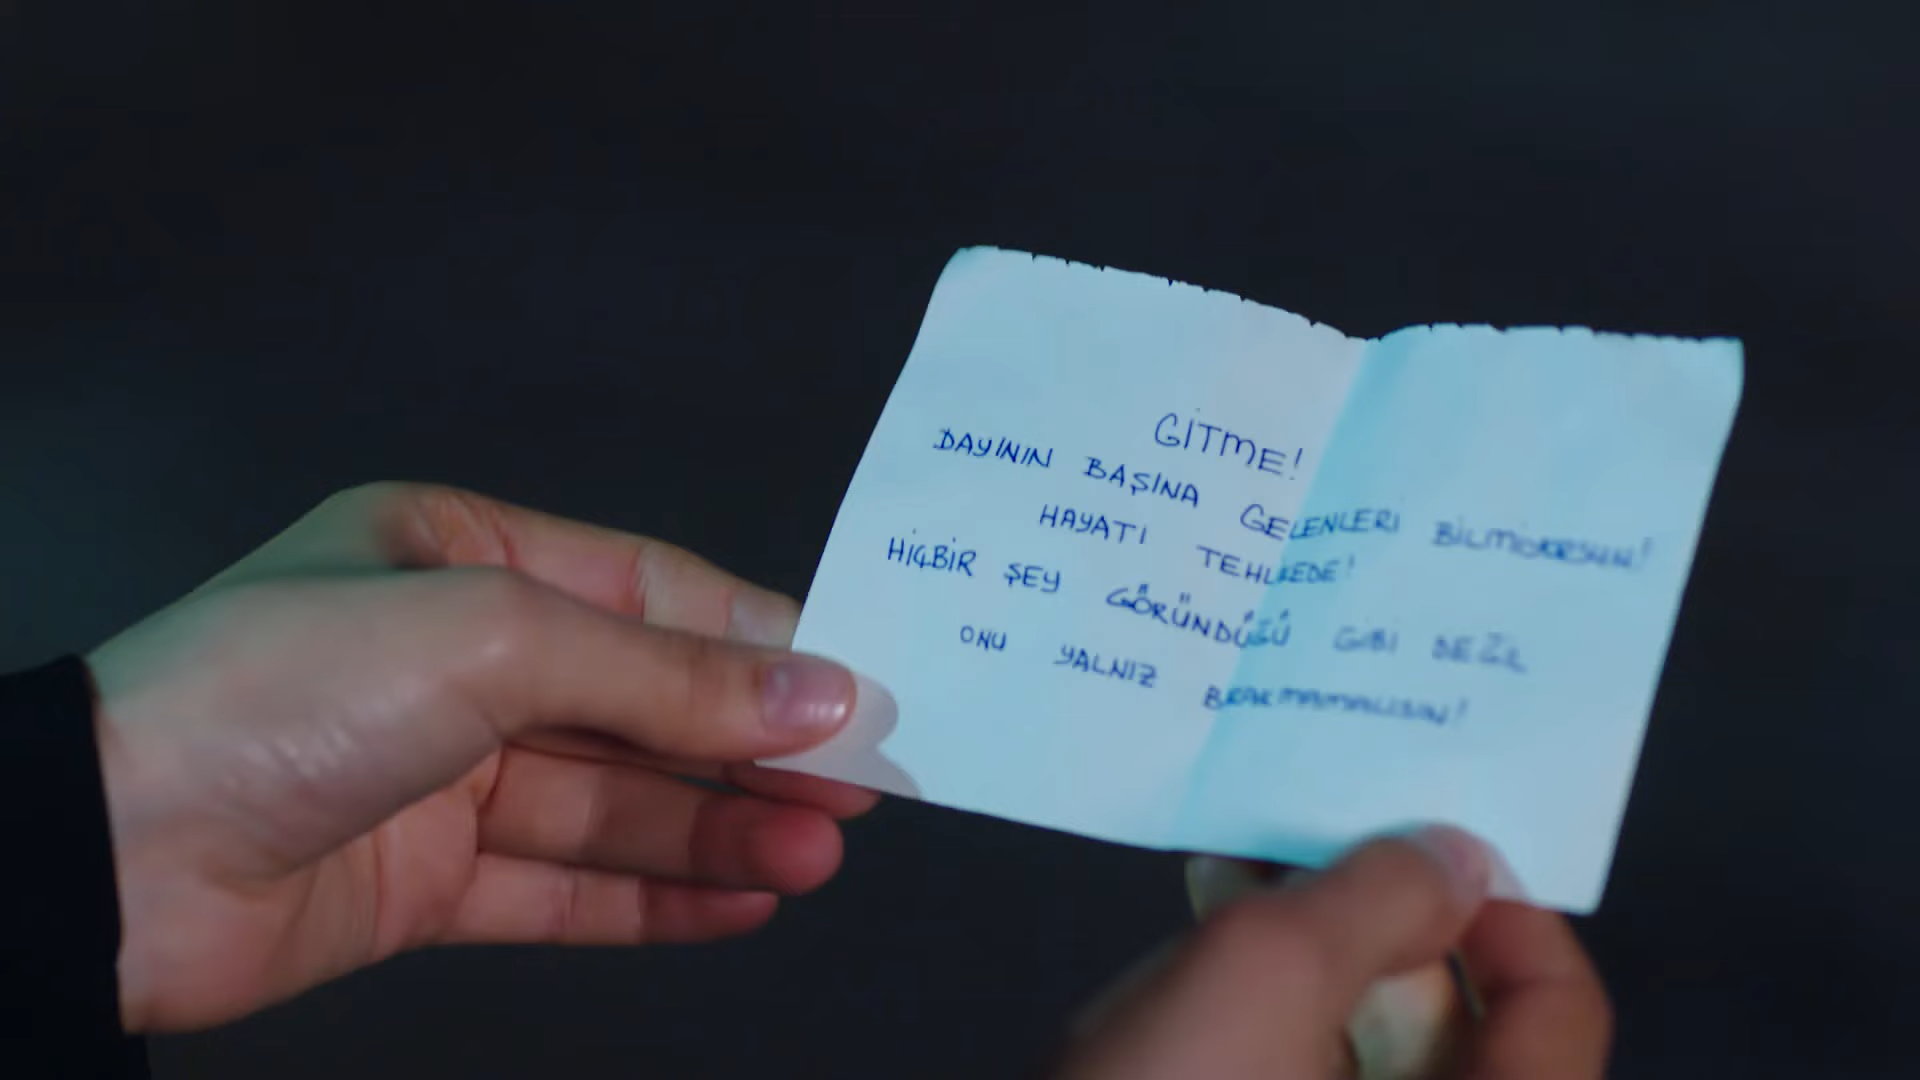 GİTME!
DAYININ BAŞINA GELENLERİ BİLMİYORSUN!
HAYATI TEHLİKEDE!
HİÇBİR ŞEY GÖRÜNDÜĞÜ GİBİ DEĞİL
ONU YALNIZ BIRAKMAMALISIN!